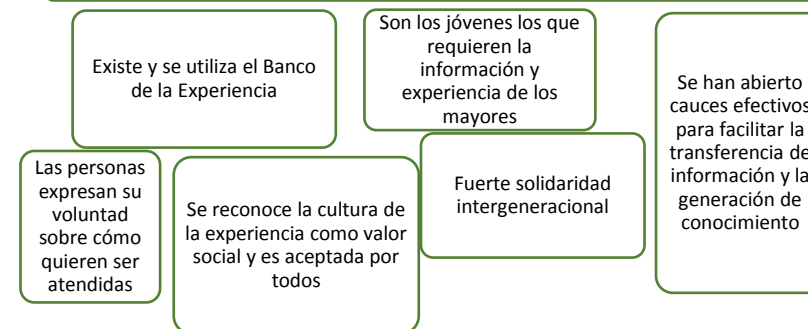 Existe y se utiliza el Banco
de la Experiencia
Son los jóvenes los que
requieren la
información y
experiencia de los
mayores
Se han abierto
cauces efectivos
para facilitar la
transferencia de
información y la
generación de
conocimiento
Las personas
expresan su
voluntad
sobre cómo
quieren ser
atendidas
Se reconoce la cultura de
la experiencia como valor
social y es aceptada por
todos
Fuerte solidaridad
intergeneracional